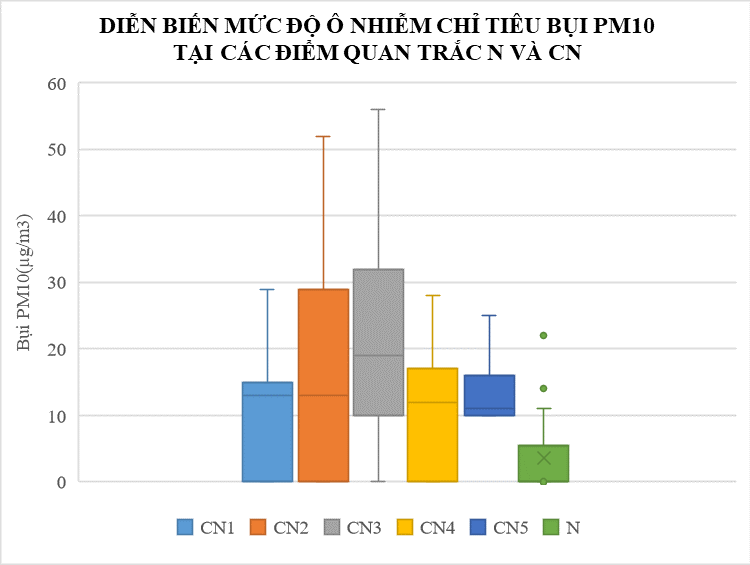 DIỄN BIẾN MỨC ĐỘ Ô NHIỄM CHỈ TIÊU BỤI PM10
TẠI CÁC ĐIỂM QUAN TRẮC N VÀ CN
60
50
40
30
20
10
0
Bụi PM10(µg/m3)
CN1 CN2 CN3 CN4 CN5 N